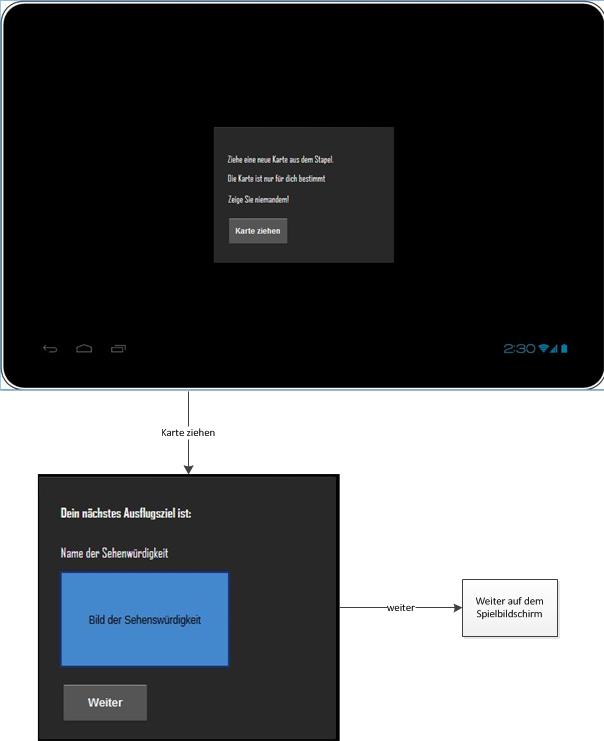 Ziehe eine neue Karte aus dem Stapel.
Die Karte ist nur für dich bestimmt
Zeige Sie niemandem!
Karte ziehen
2:30
Karte ziehen
Dein nächstes Ausflugsziel ist:
Name der Sehenwürdigkeit
Bild der Sehenswürdigkeit
Weiter
weiter
Weiter auf dem
Spielbildschirm